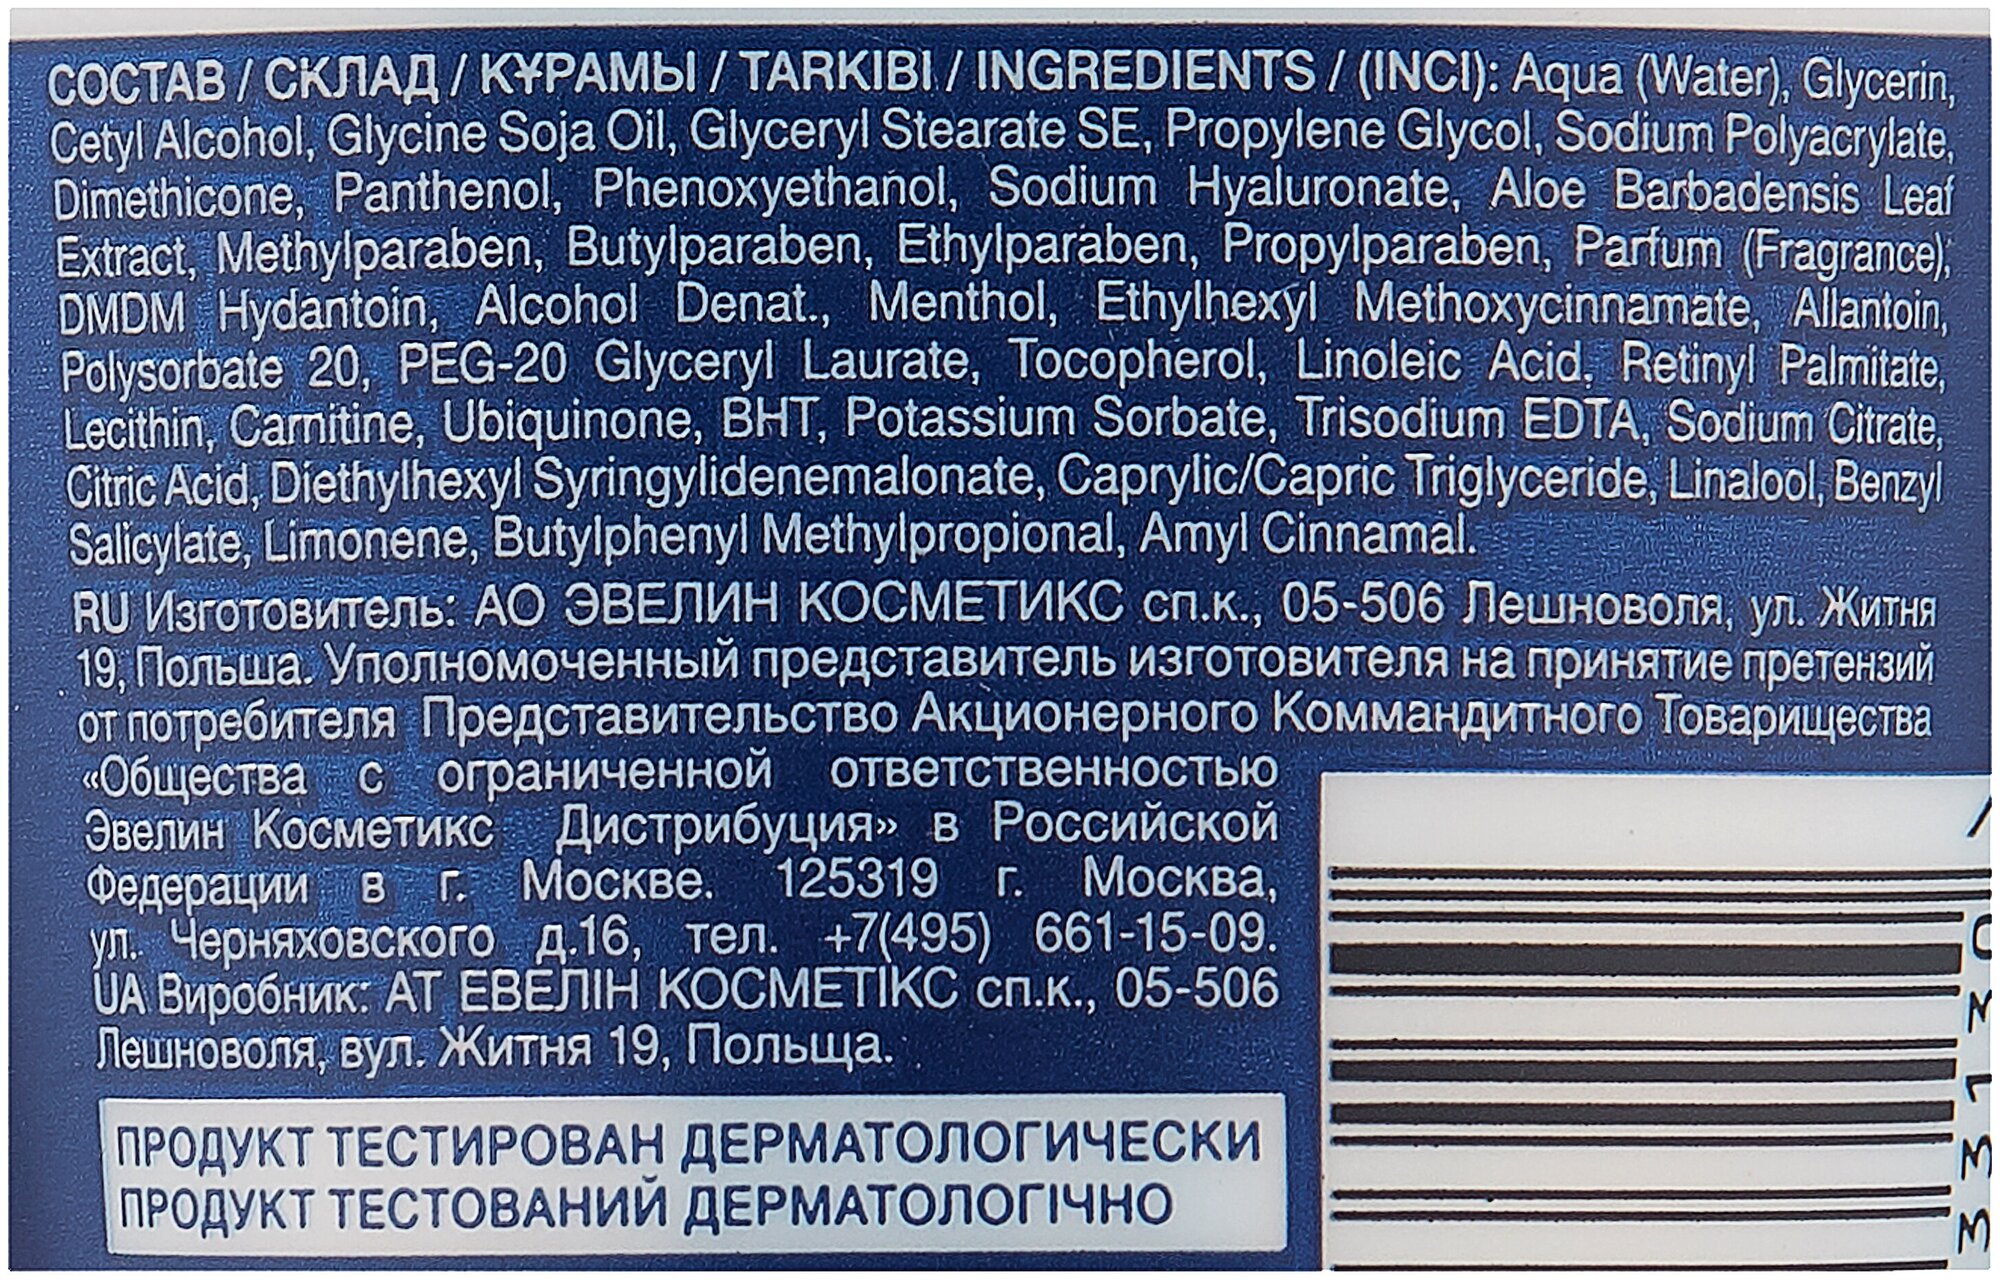 СОСТАВ / СКЛАД / ҚҰРАМЫ / TARKIBI / INGREDIENTS / (INCI): Aqua (Water), Glycerin,
Cetyl Alcohol, Glycine Soja Oil, Glyceryl Stearate SE, Propylene Glycol, Sodium Polyacrylate,
Dimethicone, Panthenol, Phenoxyethanol, Sodium Hyaluronate, Aloe Barbadensis Leaf
Extract, Methylparaben, Butylparaben, Ethylparaben, Propylparaben, Parfum (Fragrance),
DMDM Hydantoin, Alcohol Denat., Menthol, Ethylhexyl Methoxycinnamate, Allantoin,
Polysorbate 20, PEG-20 Glyceryl Laurate, Tocopherol, Linoleic Acid, Retinyl Palmitate,
Lecithin, Carnitine, Ubiquinone, BHT, Potassium Sorbate, Trisodium EDTA, Sodium Citrate,
Citric Acid, Diethylhexyl Syringylidenemalonate, Caprylic/Capric Triglyceride, Linalool, Benzyl
Salicylate, Limonene, Butylphenyl Methylpropional, Amyl Cinnamal.
RU Изготовитель: АО ЭВЕЛИН КОСМЕТИКС сп.к., 05-506 Лешноволя, ул. Житня
19, Польша. Уполномоченный представитель изготовителя на принятие претензий
от потребителя Представительство Акционерного Коммандитного Товарищества
«Общества с ограниченной ответственностью
Эвелин Косметикс Дистрибуция» в Российской
Федерации в г. Москве. 125319 г. Москва,
ул. Черняховского д.16, тел. +7(495) 661-15-09.
UA Виробник: АТ ЕВЕЛІН КОСМЕТІКС сп.к., 05-506
Лешноволя, вул. Житня 19, Польща.
ПРОДУКТ ТЕСТИРОВАН ДЕРМАТОЛОГИЧЕСКИ
ПРОДУКТ ТЕСТОВАНИЙ ДЕРМАТОЛОГІЧНО